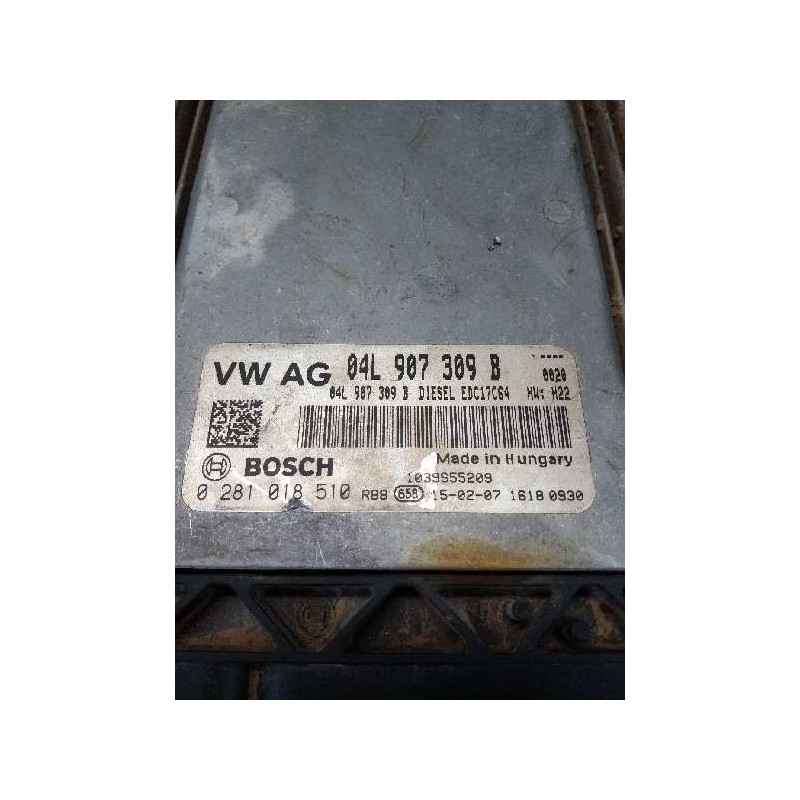 VW AG 04L 907 309 B ----
0020
04L 907 309 B DIESEL EDC17C64 HW: H22
BOSCH Made in Hungary
1039S55209
0 281 018 510 RB8 658 15-02-07 1618 0930